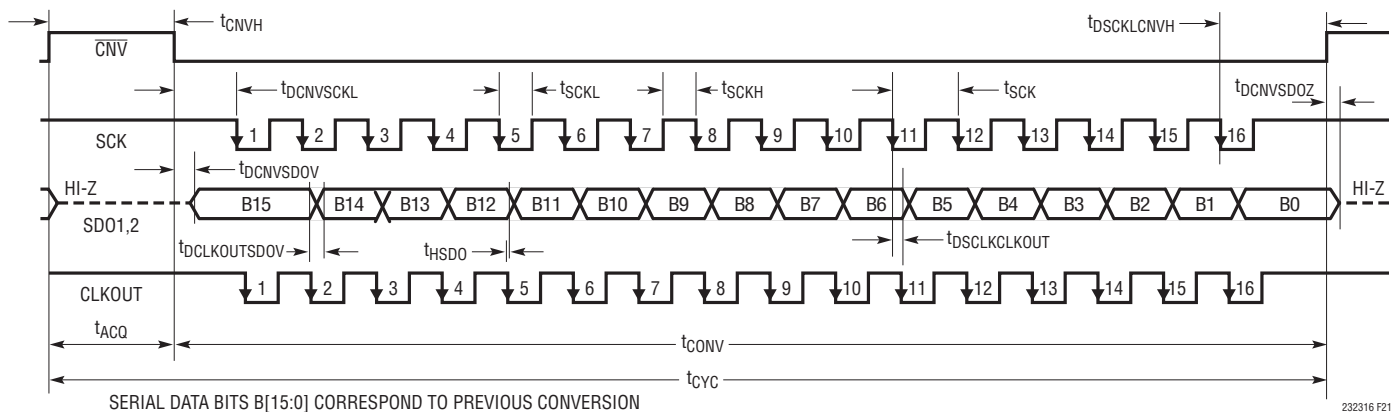 tCNVH
tDSCKLCNVH
CNV
tDCNVSDOZ
tDCNVSCKL
tSCKL
tSCKH
tSCK
1 2 3 4 5 6 7 8 9 10 11 12 13 14 15 16
SCK
tDCNVSDOV
HI-Z
HI-Z
B15 B14 B13 B12 B11 B10 B9 B8 B7 B6 B5 B4 B3 B2 B1 B0
SDO1,2
tDCLKOUTSDOV
tHSDO
tDSCLKCLKOUT
1 2 3 4 5 6 7 8 9 10 11 12 13 14 15 16
CLKOUT
tACQ
tCONV
tCYC
SERIAL DATA BITS B[15:0] CORRESPOND TO PREVIOUS CONVERSION
232316 F21